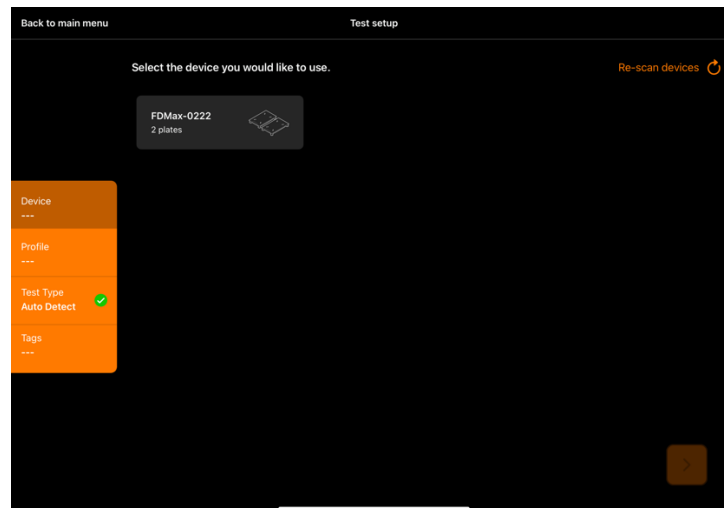 Back to main menu
Test setup
Select the device you would like to use.
Re-scan devices
FDMax-0222
2 plates
Device
---
Profile
---
Test Type
Auto Detect
Tags
---